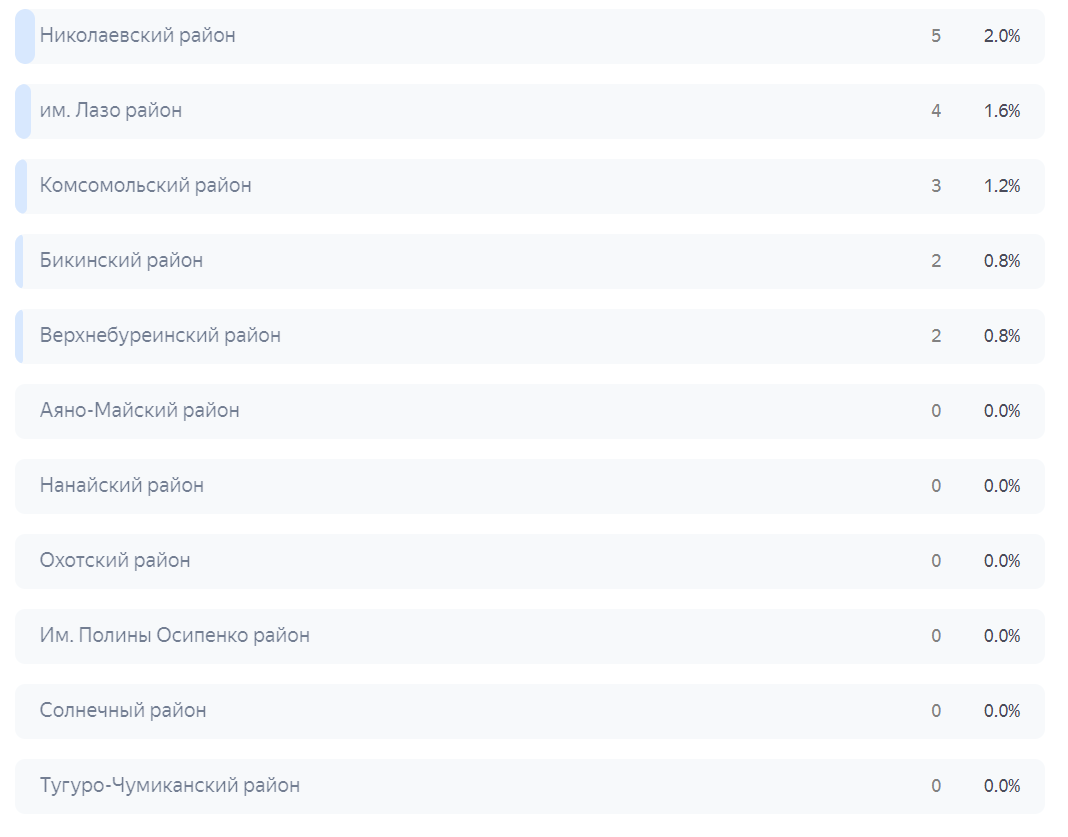 Николаевский район 5 2.0%
им. Лазо район 4 1.6%
Комсомольский район 3 1.2%
Бикинский район 2 0.8%
Верхнебуреинский район 2 0.8%
Аяно-Майский район 0 0.0%
Нанайский район 0 0.0%
Охотский район 0 0.0%
Им. Полины Осипенко район 0 0.0%
Солнечный район 0 0.0%
Тугуро-Чумиканский район 0 0.0%